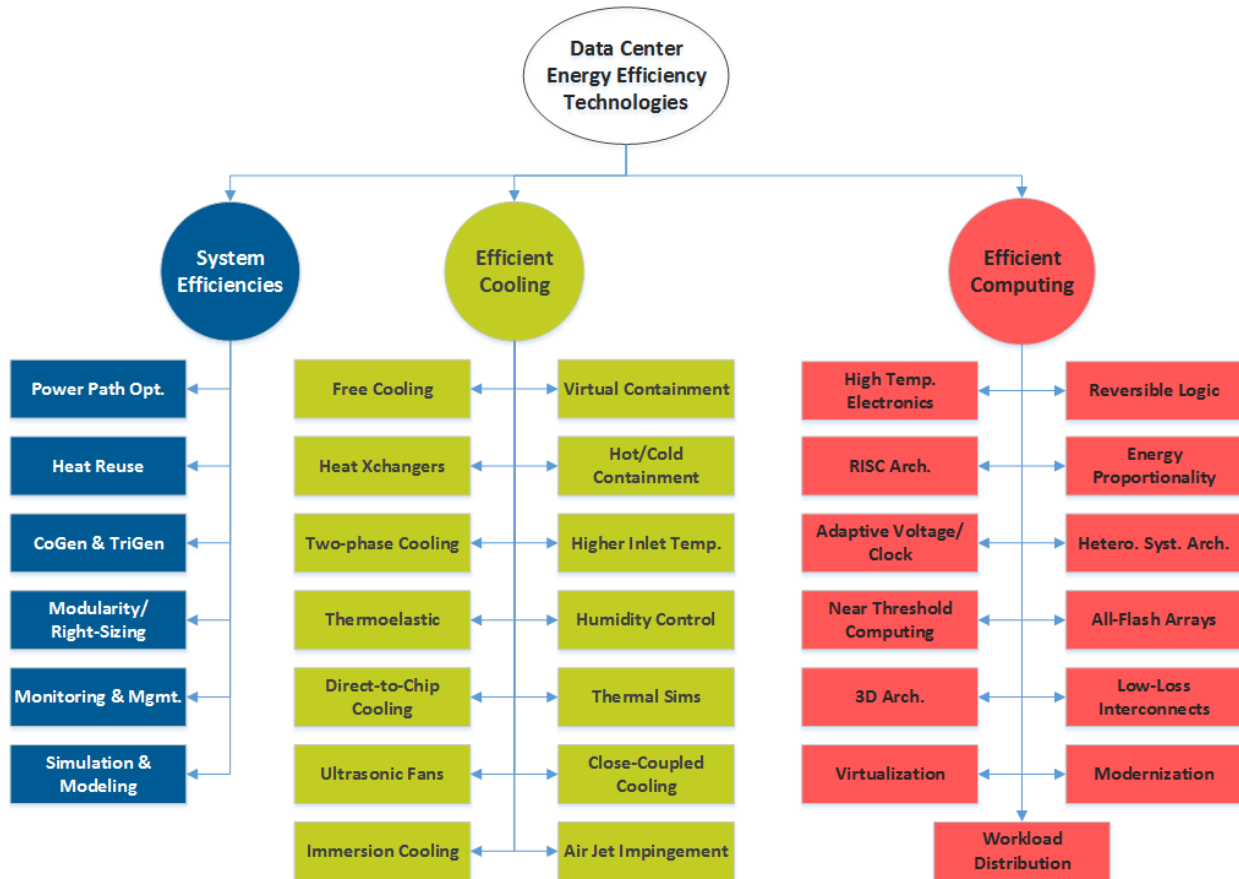 Data Center
Energy Efficiency
Technologies
System
Efficiencies
Efficient
Cooling
Efficient
Computing
Power Path Opt.
Heat Reuse
CoGen & TriGen
Modularity/
Right-Sizing
Monitoring & Mgmt.
Simulation &
Modeling
Free Cooling
Virtual Containment
Heat Xchangers
Hot/Cold
Containment
Two-phase Cooling
Higher Inlet Temp.
Thermoelastic
Humidity Control
Direct-to-Chip
Cooling
Thermal Sims
Ultrasonic Fans
Close-Coupled
Cooling
Immersion Cooling
Air Jet Impingement
High Temp.
Electronics
Reversible Logic
RISC Arch.
Energy
Proportionality
Adaptive Voltage/
Clock
Hetero. Syst. Arch.
Near Threshold
Computing
All-Flash Arrays
3D Arch.
Low-Loss
Interconnects
Virtualization
Modernization
Workload
Distribution